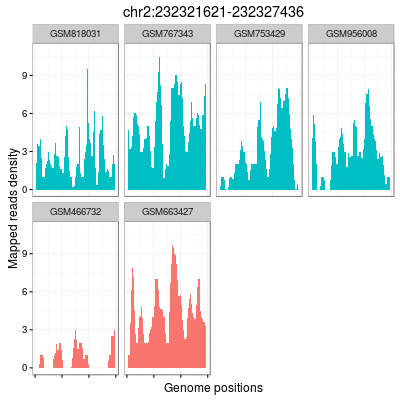 chr2:232321621-232327436
GSM818031 GSM767343 GSM753429 GSM956008
9
6
3
0
GSM466732 GSM663427
9
6
3
0
Mapped reads density
Genome positions